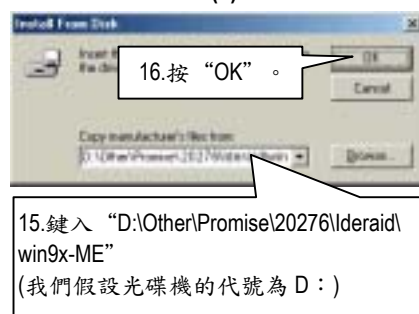 Install From Disk
16.按“OK”。
OK
Cancel
Copy manufacturer's files from:
Browse...
15.鍵入“D:\Other\Promise\20276\Ideraid\
win9x-ME”
(我們假設光碟機的代號為D：)